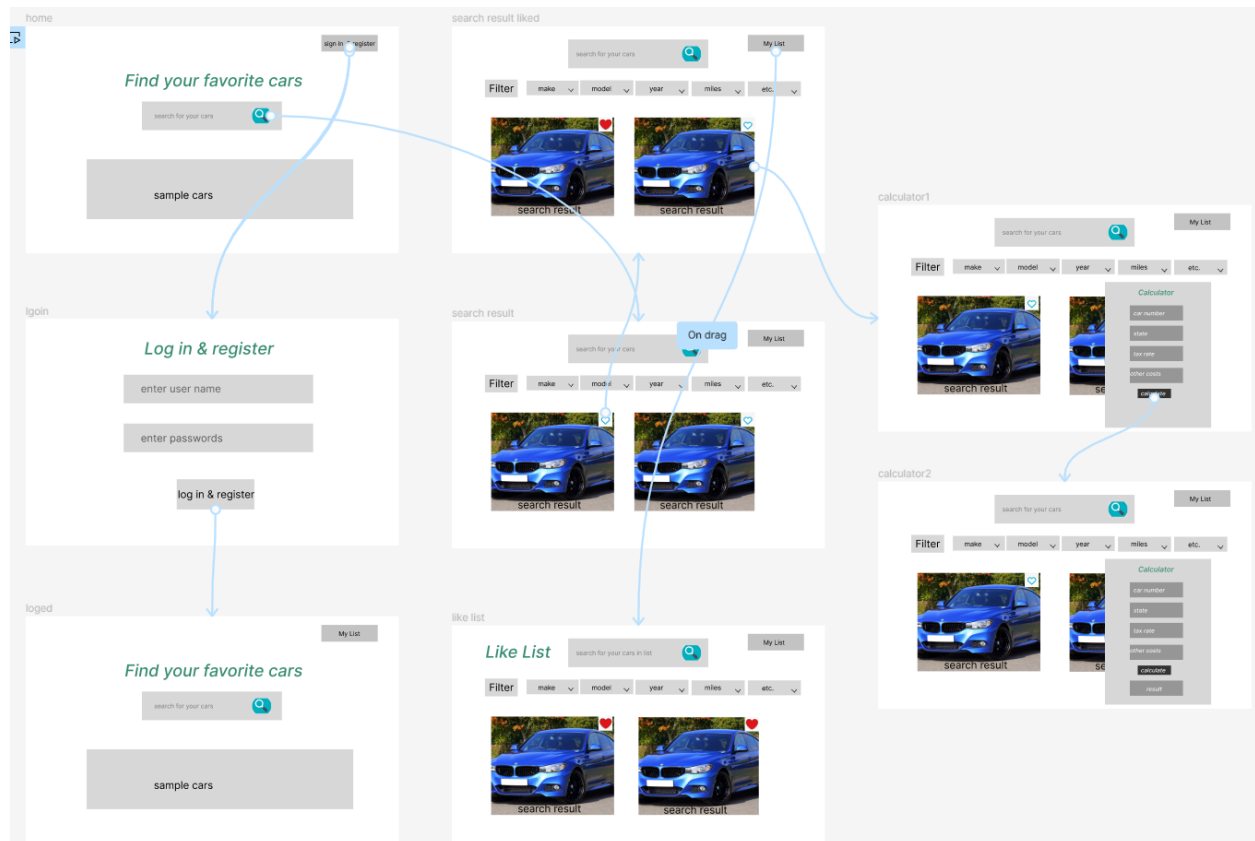 home
sign in & register
Find your favorite cars
search for your cars
sample cars
lgoin
Log in & register
enter user name
enter passwords
log in & register
loged
My List
Find your favorite cars
search for your cars
sample cars
search result liked
search for your cars
My List
Filter
make
model
year
miles
etc.
search result
search result
search result
search for your cars
On drag
My List
Filter
make
model
year
miles
etc.
search result
search result
like list
Like List
search for your cars in list
My List
Filter
make
model
year
miles
etc.
search result
search result
calculator1
search for your cars
My List
Filter
make
model
year
miles
etc.
search result
se
Calculator
car number
state
tax rate
other costs
calculate
calculator2
search for your cars
My List
Filter
make
model
year
miles
etc.
search result
se
Calculator
car number
state
tax rate
other costs
calculate
result